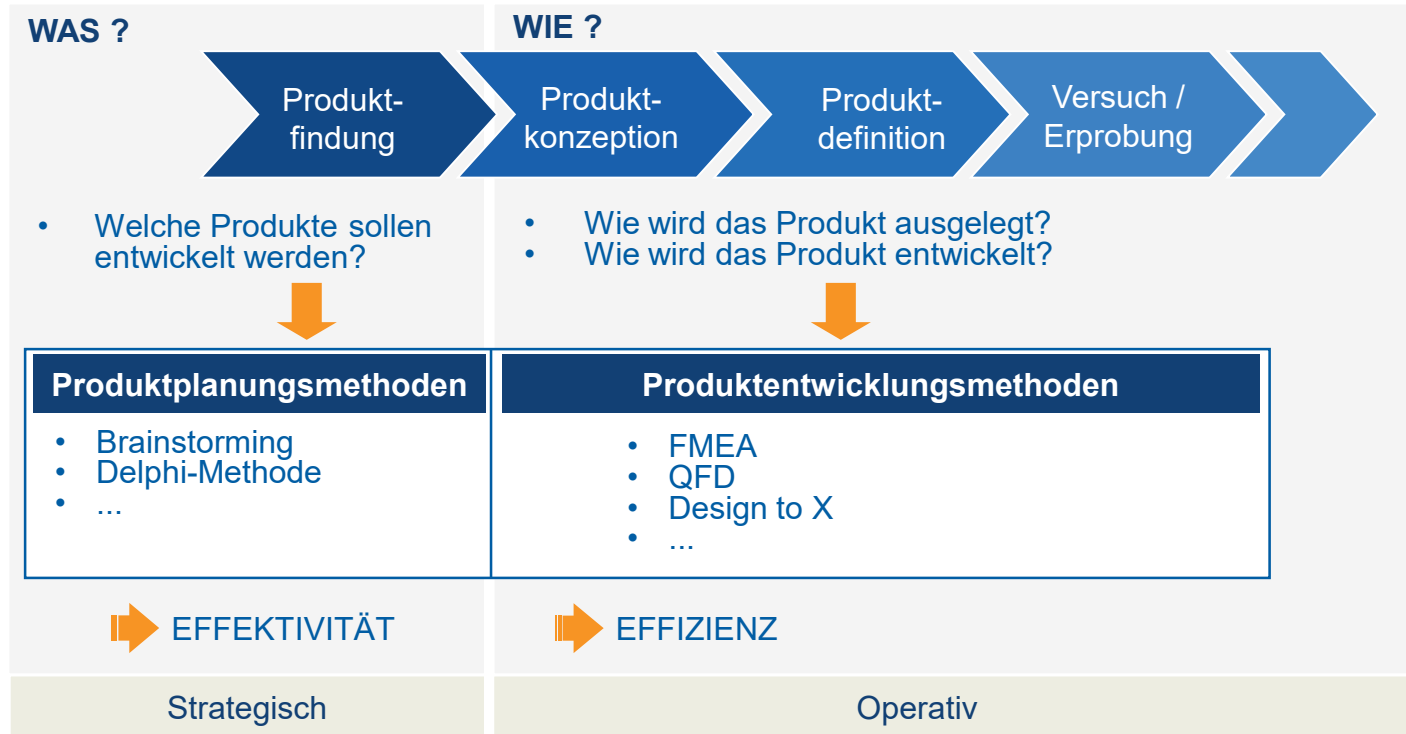 WAS ?
WIE ?
Produkt-
findung
Produkt-
konzeption
Produkt-
definition
Versuch /
Erprobung
• Welche Produkte sollen
entwickelt werden?
• Wie wird das Produkt ausgelegt?
• Wie wird das Produkt entwickelt?
Produktplanungsmethoden
• Brainstorming
• Delphi-Methode
• ...
Produktentwicklungsmethoden
• FMEA
• QFD
• Design to X
• ...
EFFEKTIVITÄT
EFFIZIENZ
Strategisch
Operativ